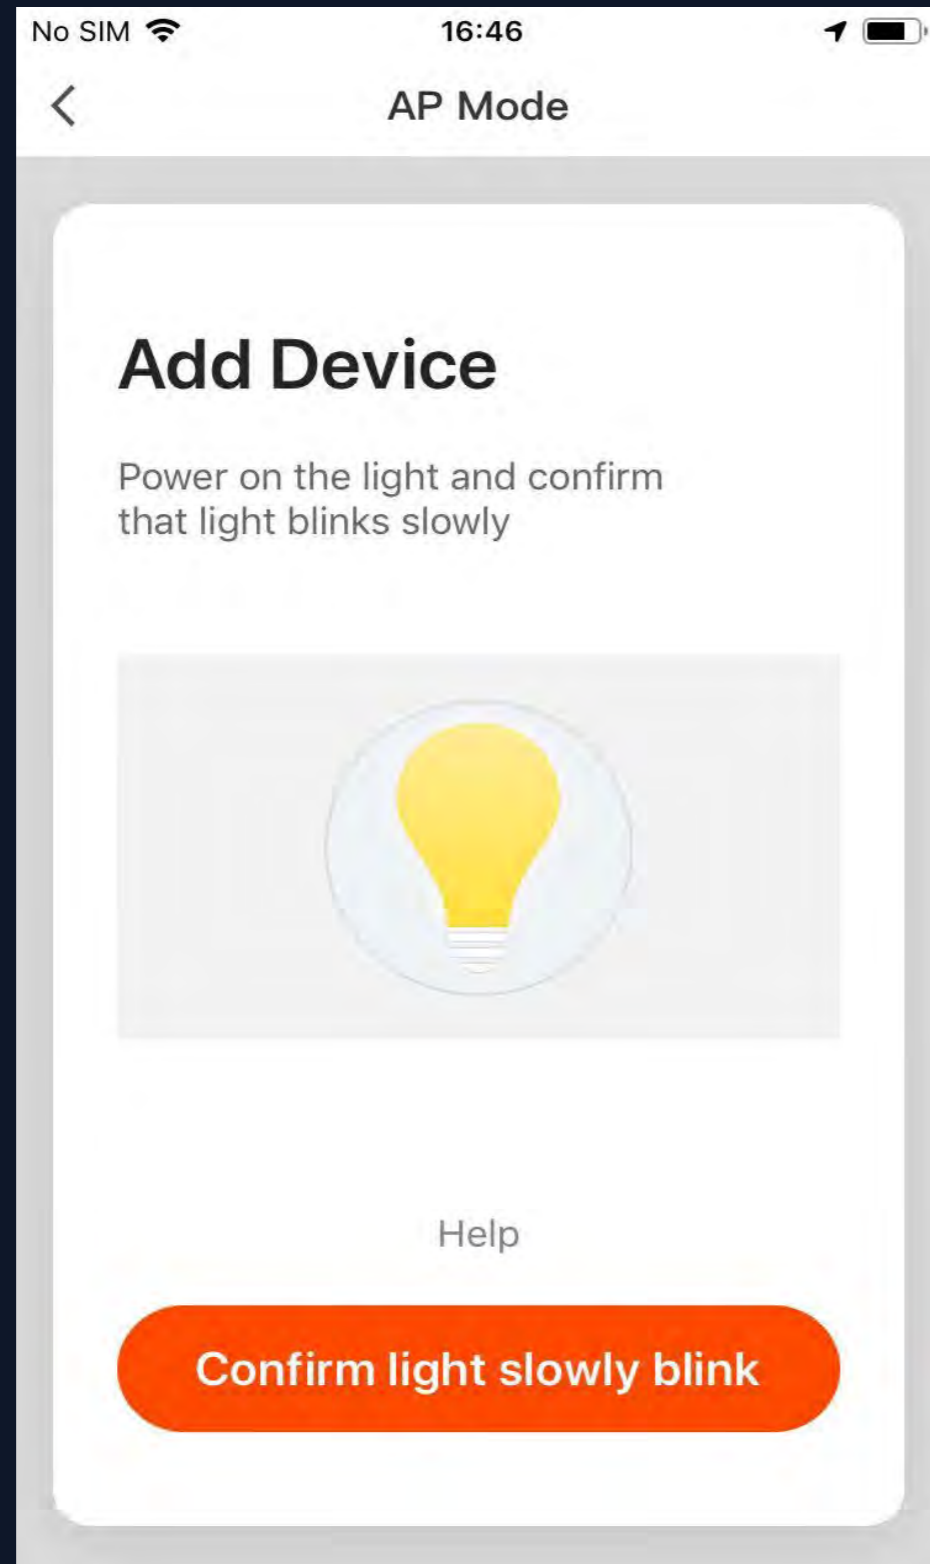 No SIM 16:46
AP Mode
Add Device
Power on the light and confirm
that light blinks slowly
Help
Confirm light slowly blink